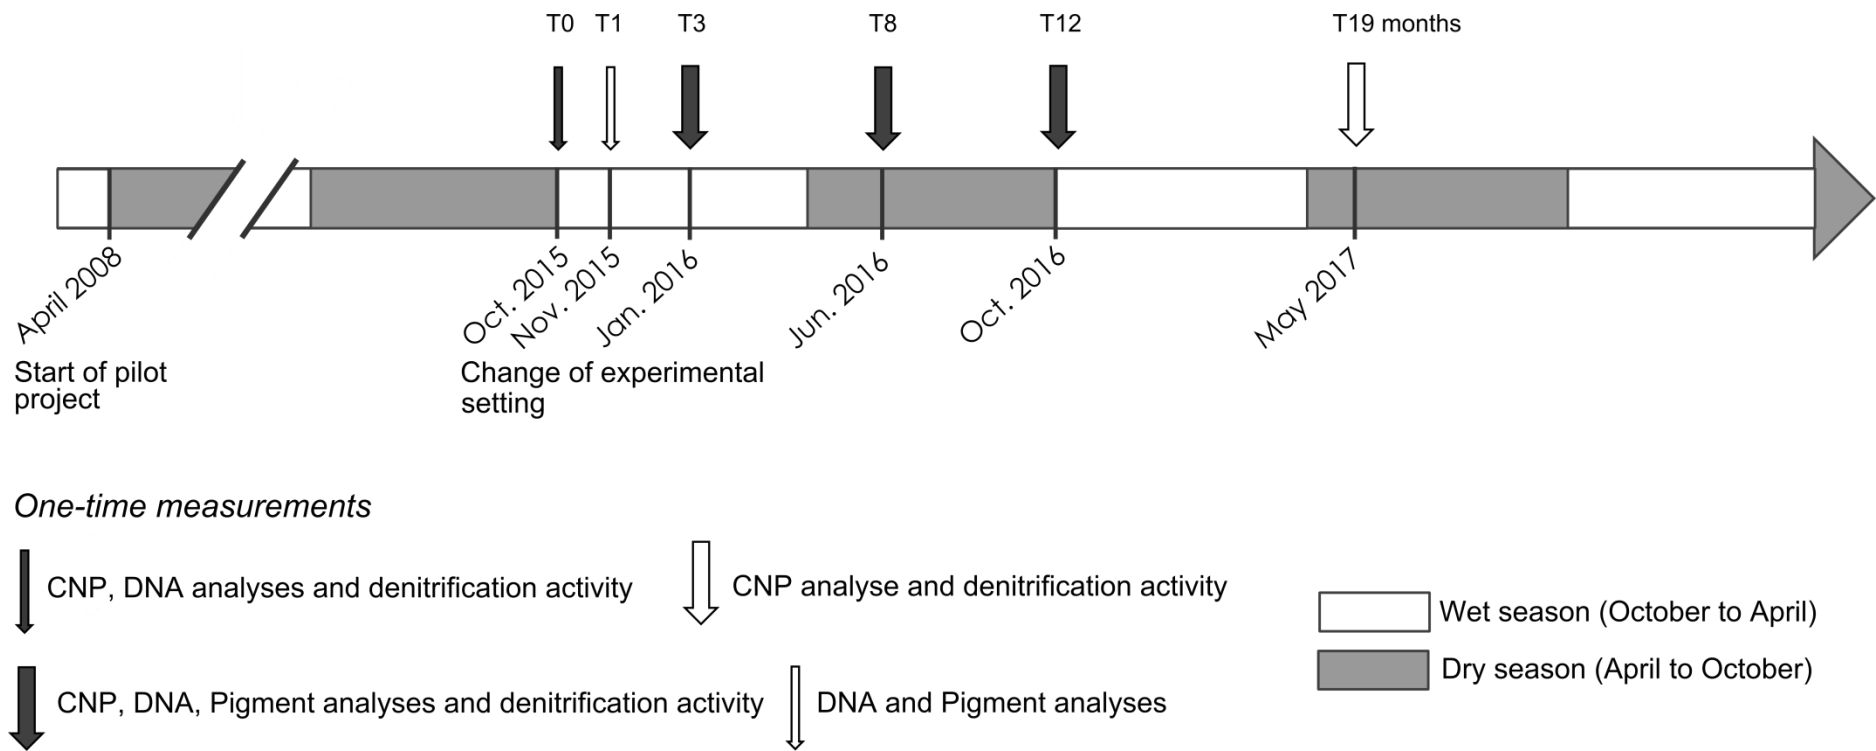 T0
T1
T3
T8
T12
T19 months
April 2008
Oct. 2015
Nov. 2015
Jan. 2016
Jun. 2016
Oct. 2016
May 2017
Start of pilot
project
Change of experimental
setting
One-time measurements
CNP, DNA analyses and denitrification activity
CNP analyse and denitrification activity
CNP, DNA, Pigment analyses and denitrification activity
DNA and Pigment analyses
Wet season (October to April)
Dry season (April to October)